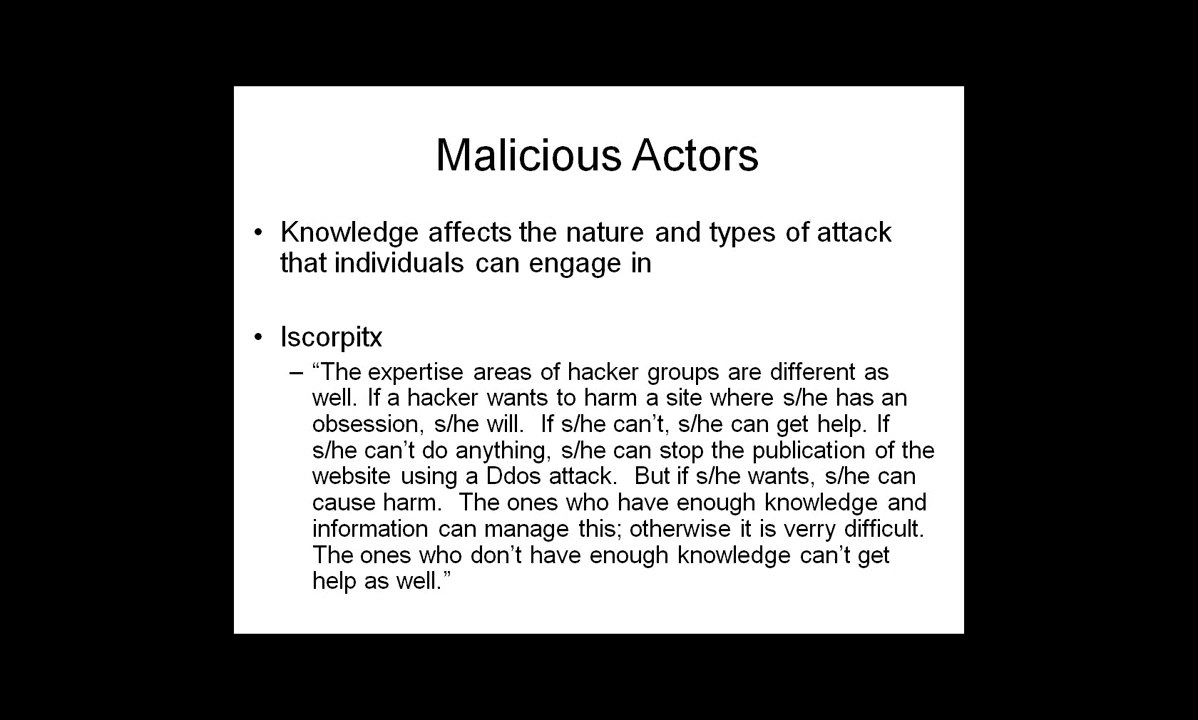 Malicious Actors
• Knowledge affects the nature and types of attack
that individuals can engage in
• Iscorpitx
– “The expertise areas of hacker groups are different as
well. If a hacker wants to harm a site where s/he has an
obsession, s/he will.  If s/he can’t, s/he can get help. If
s/he can’t do anything, s/he can stop the publication of the
website using a Ddos attack.  But if s/he wants, s/he can
cause harm.  The ones who have enough knowledge and
information can manage this; otherwise it is verry difficult.
The ones who don’t have enough knowledge can’t get
help as well.”